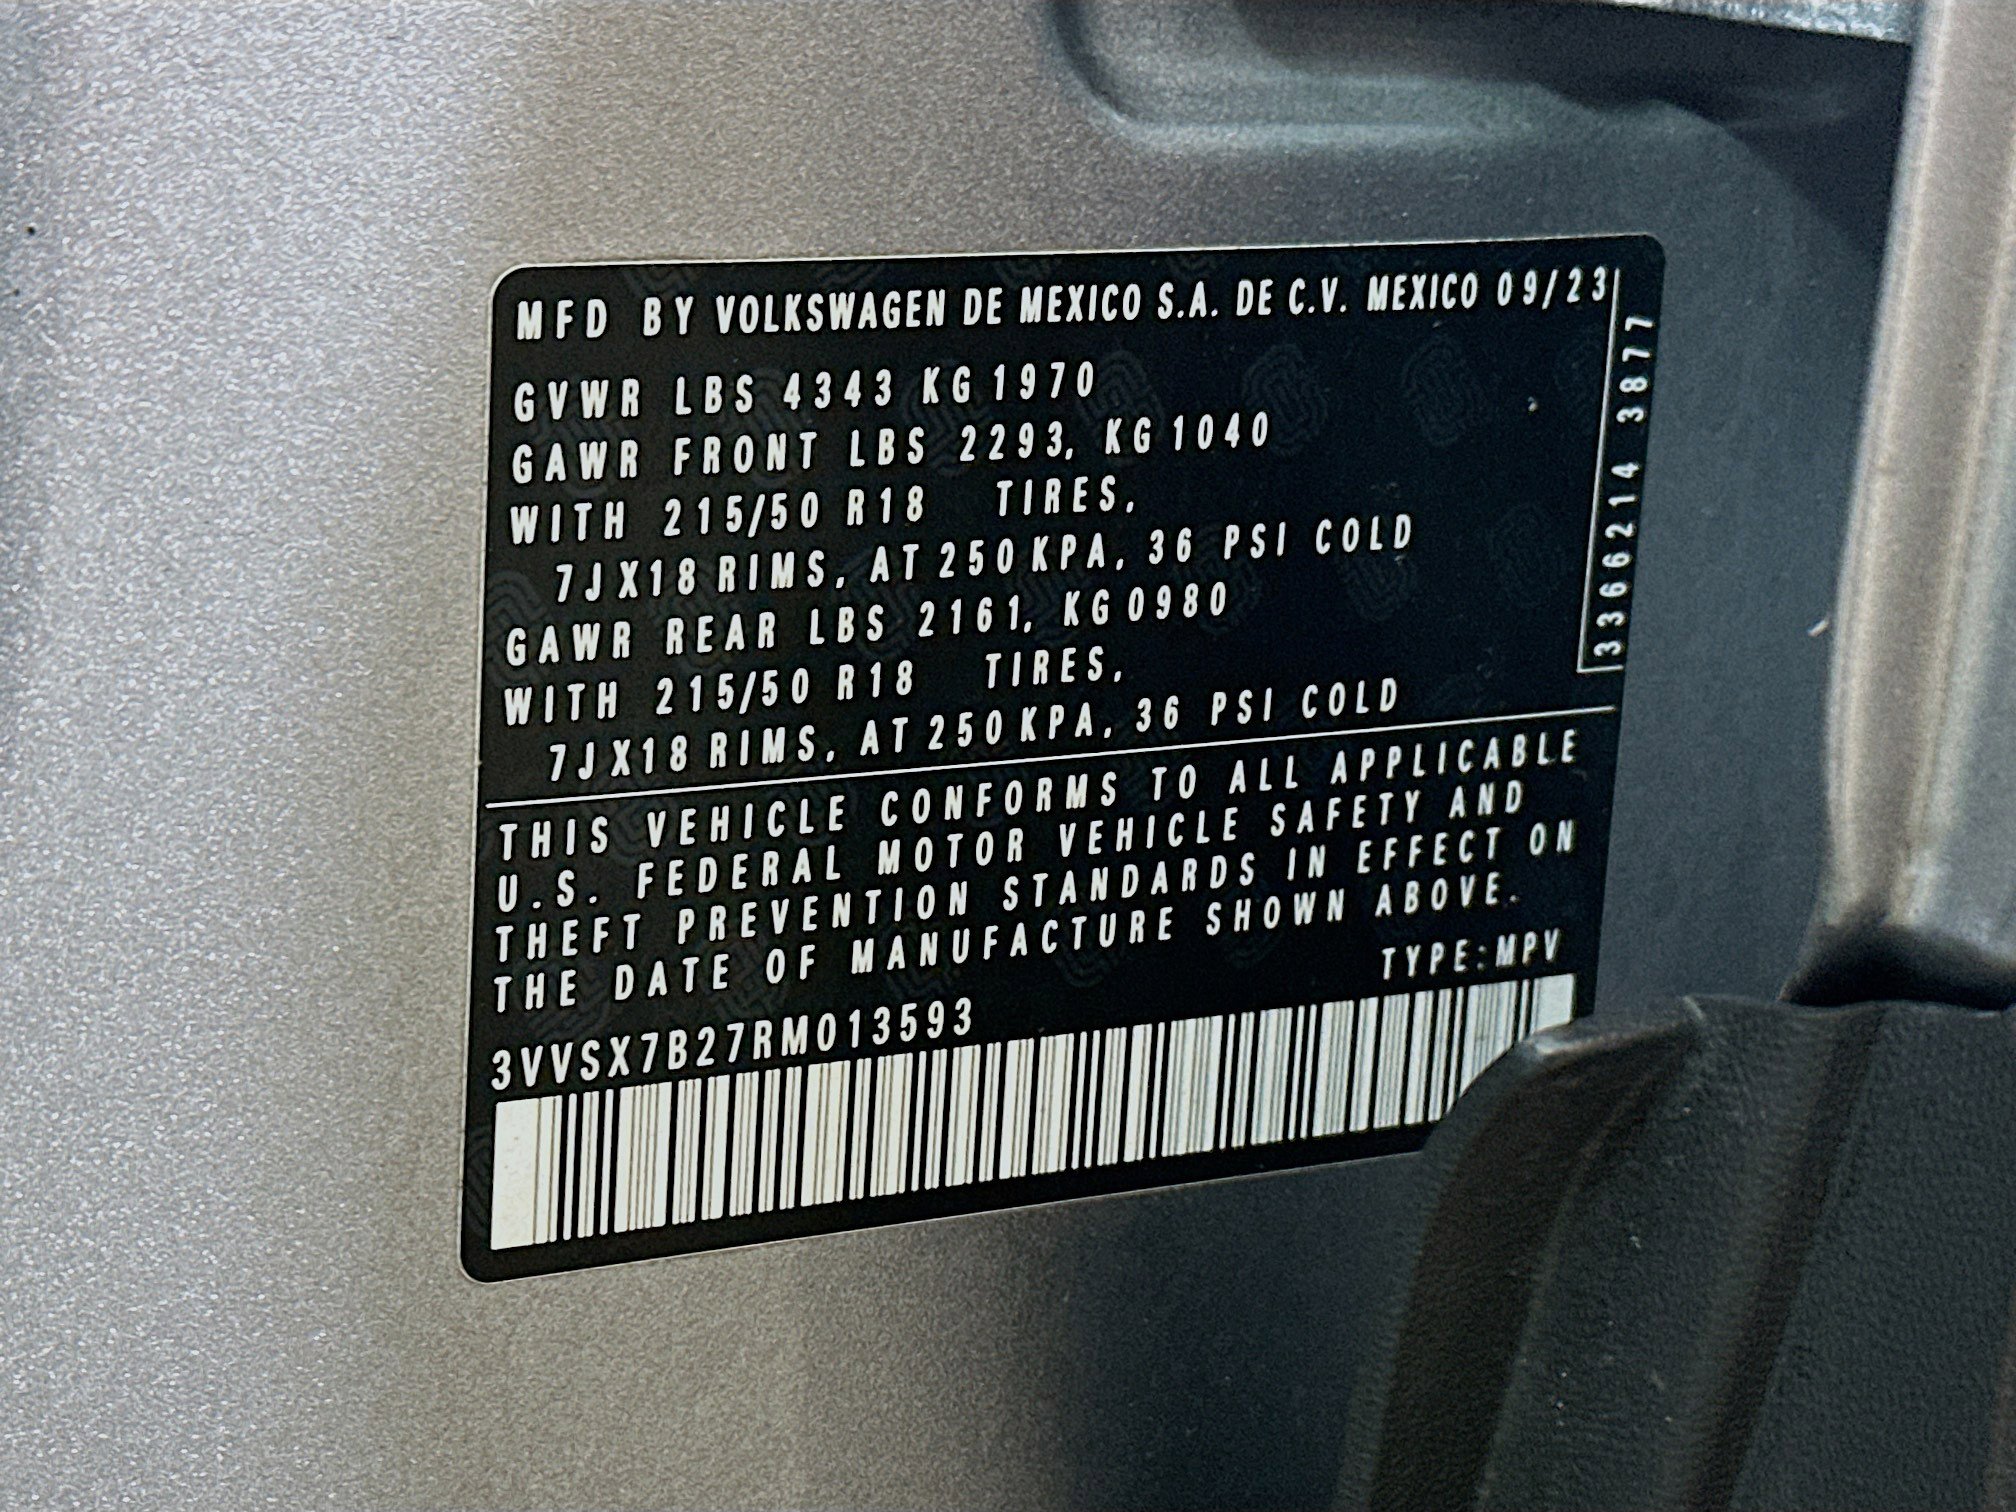 MFD BY VOLKSWAGEN DE MEXICO S.A. DE C.V. MEXICO 09/23
GVWR LBS 4343 KG 1970
GAWR FRONT LBS 2293, KG 1040
WITH 215/50 R18 TIRES,
7JX18 RIMS, AT 250 KPA, 36 PSI COLD
GAWR REAR LBS 2161, KG 0980
WITH 215/50 R18 TIRES,
7JX18 RIMS, AT 250 KPA, 36 PSI COLD
3366214 3877
THIS VEHICLE CONFORMS TO ALL APPLICABLE
U.S. FEDERAL MOTOR VEHICLE SAFETY AND
THEFT PREVENTION STANDARDS IN EFFECT ON
THE DATE OF MANUFACTURE SHOWN ABOVE.
TYPE:MPV
3VVSX7B27RM013593